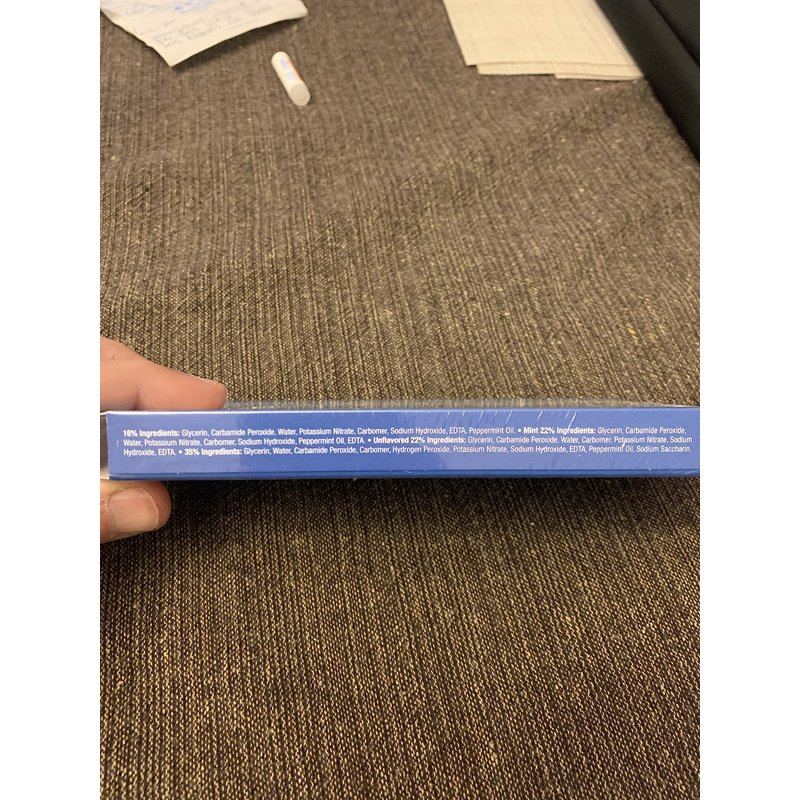 16% Ingredients: Glycerin, Carbamide Peroxide, Water, Potassium Nitrate, Carbomer, Sodium Hydroxide, EDTA, Peppermint Oil. • Mint 22% Ingredients: Glycerin, Carbamide Peroxide,
Water, Potassium Nitrate, Carbomer, Sodium Hydroxide, Peppermint Oil, EDTA. • Unflavored 22% Ingredients: Glycerin, Carbamide Peroxide, Water, Carbomer, Potassium Nitrate, Sodium
Hydroxide, EDTA. • 35% Ingredients: Glycerin, Water, Carbamide Peroxide, Carbomer, Hydrogen Peroxide, Potassium Nitrate, Sodium Hydroxide, EDTA, Peppermint Oil, Sodium Saccharin.